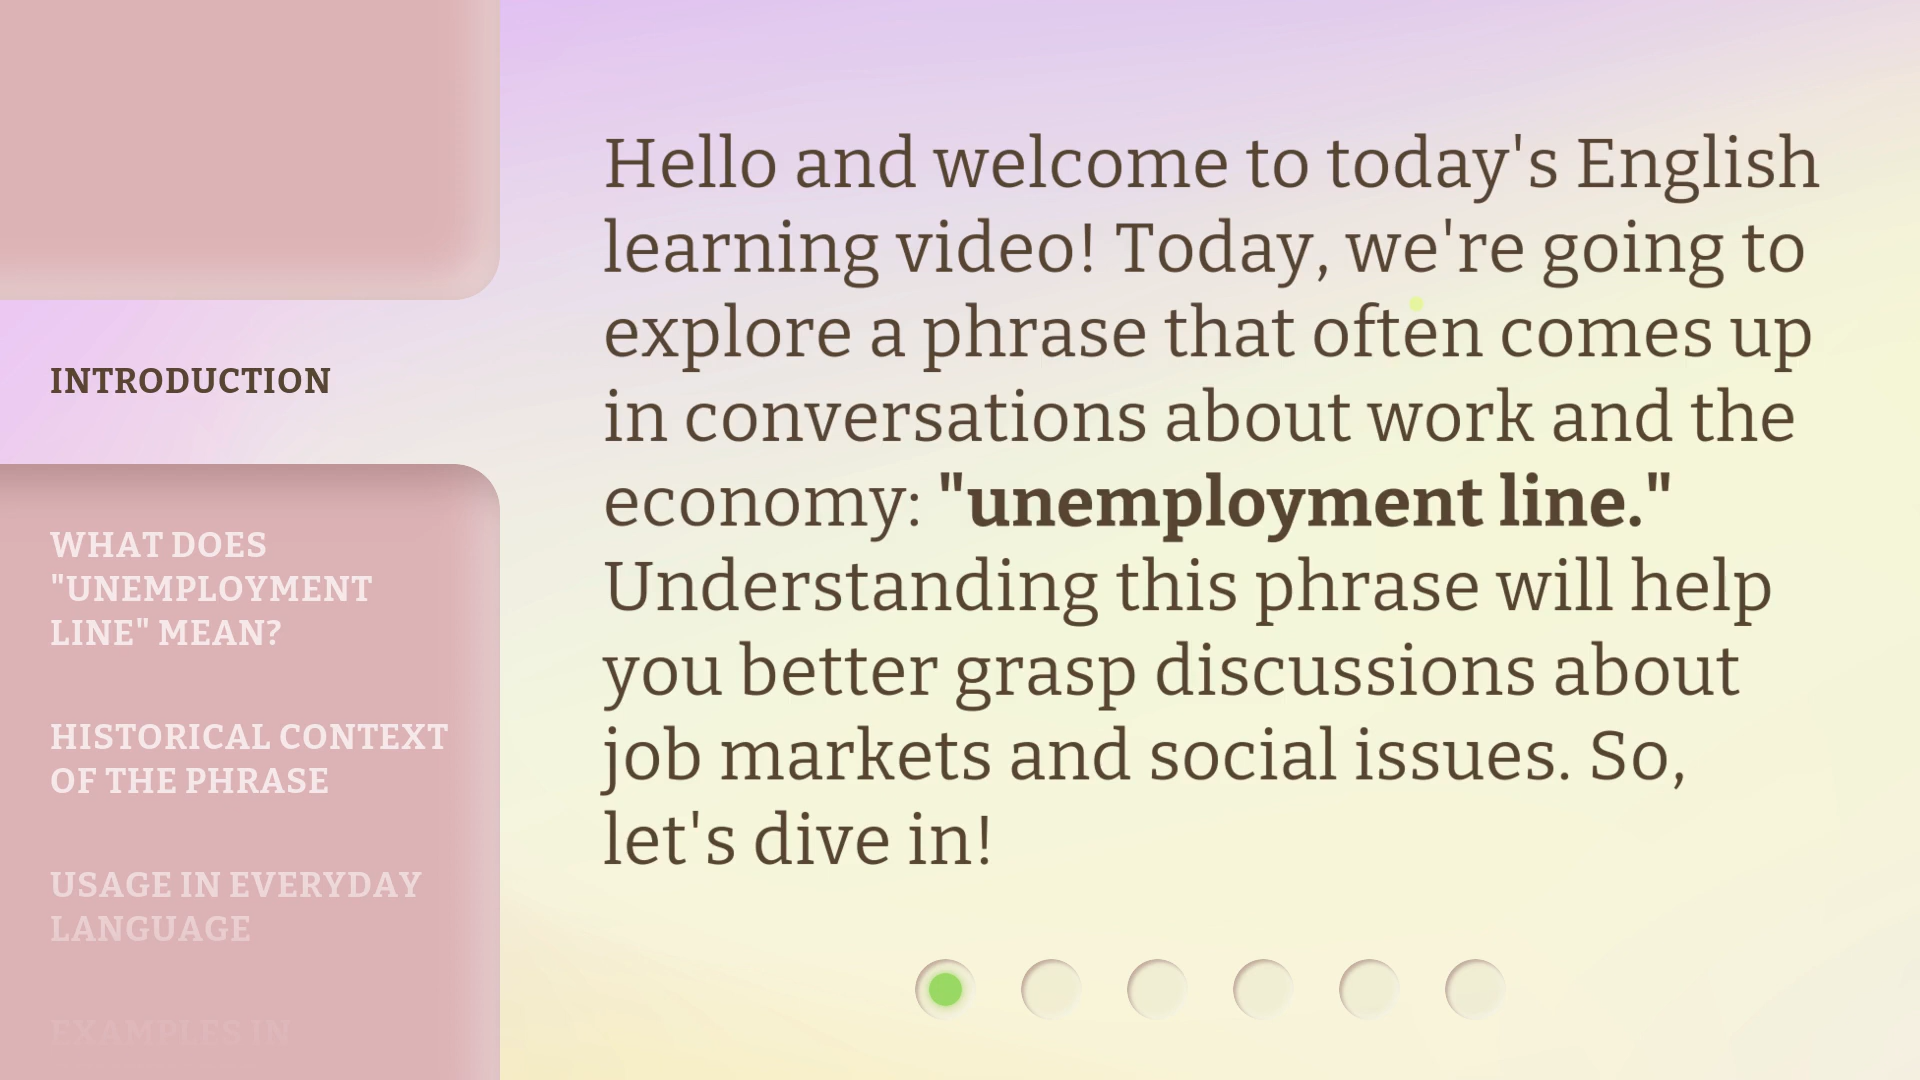 INTRODUCTION
WHAT DOES
"UNEMPLOYMENT
LINE" MEAN?
HISTORICAL CONTEXT
OF THE PHRASE
USAGE IN EVERYDAY
LANGUAGE
EXAMPLES IN
Hello and welcome to today's English
learning video! Today, we're going to
explore a phrase that often comes up
in conversations about work and the
economy: "unemployment line."
Understanding this phrase will help
you better grasp discussions about
job markets and social issues. So,
let's dive in!